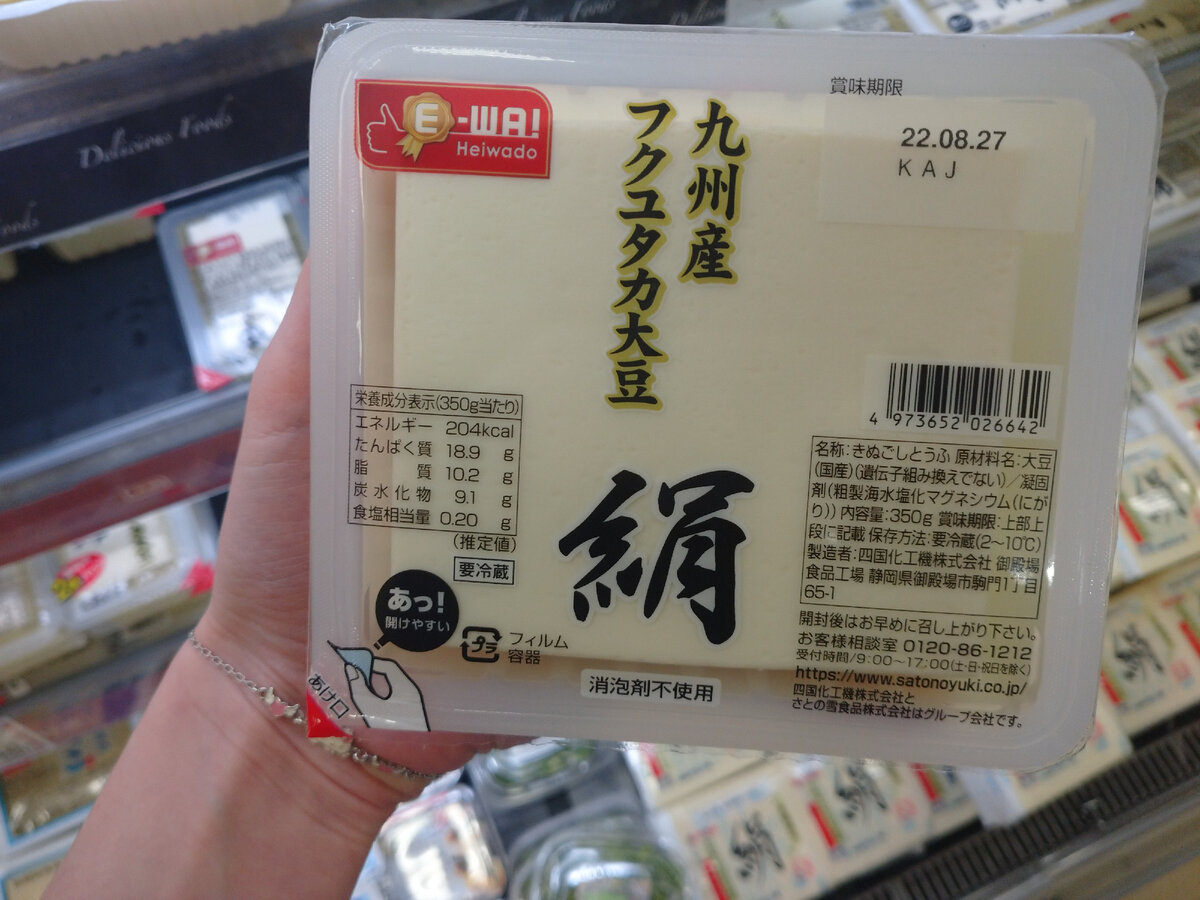 Delicious Foods
E-WA!
Heiwado
賞味期限
22.08.27
KAJ
九州産
フクユタカ大豆
絹
栄養成分表示(350g当たり)
エネルギー 204kcal
たんぱく質 18.9 g
脂質 10.2 g
炭水化物 9.1 g
食塩相当量 0.20 g
(推定値)
要冷蔵
あっ!
開けやすい
あけ口
プラ
フィルム
容器
消泡剤不使用
4 973652 026642
名称:きぬごしとうふ 原材料名:大豆
(国産)(遺伝子組み換えでない)/凝固
剤(粗製海水塩化マグネシウム(にが
り)) 内容量:350g 賞味期限:上部上
段に記載 保存方法:要冷蔵(2~10℃)
製造者:四国化工機株式会社 御殿場
食品工場 静岡県御殿場市駒門1丁目
65-1
開封後はお早めに召し上がり下さい。
お客様相談室 0120-86-1212
受付時間/9:00~17:00(土・日・祝日を除く)
https://www.satonoyuki.co.jp/
四国化工機株式会社と
さとの雪食品株式会社はグループ会社です。
絹
絹
絹
絹